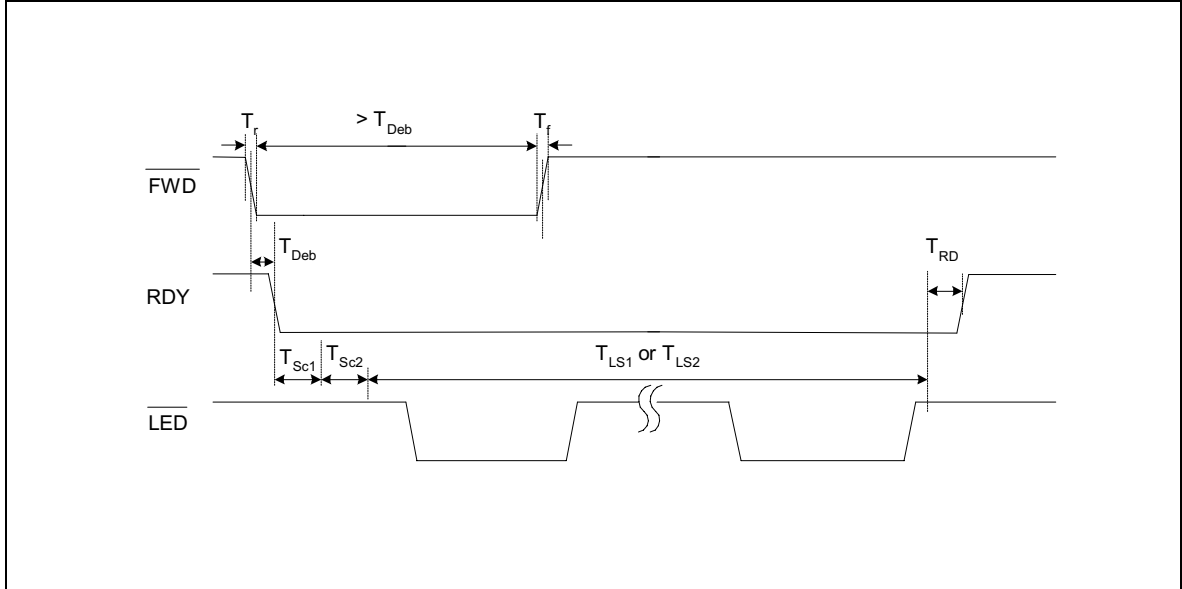 Tr
> TDeb
Tf
FWD
TDeb
TRD
RDY
TSc1
TSc2
TLS1 or TLS2
LED